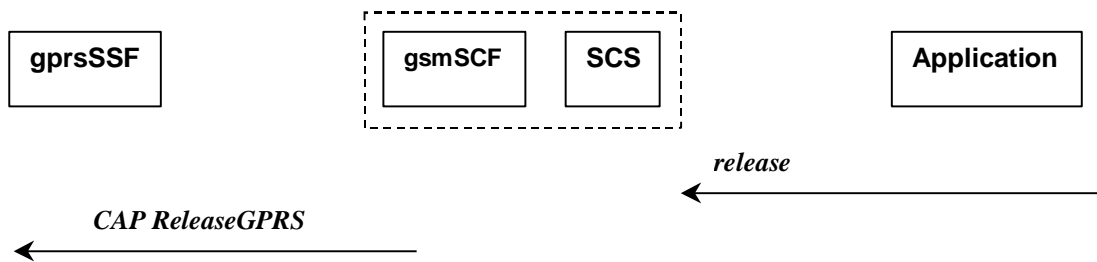 gprsSSF
gsmSCF
SCS
Application
release
CAP ReleaseGPRS